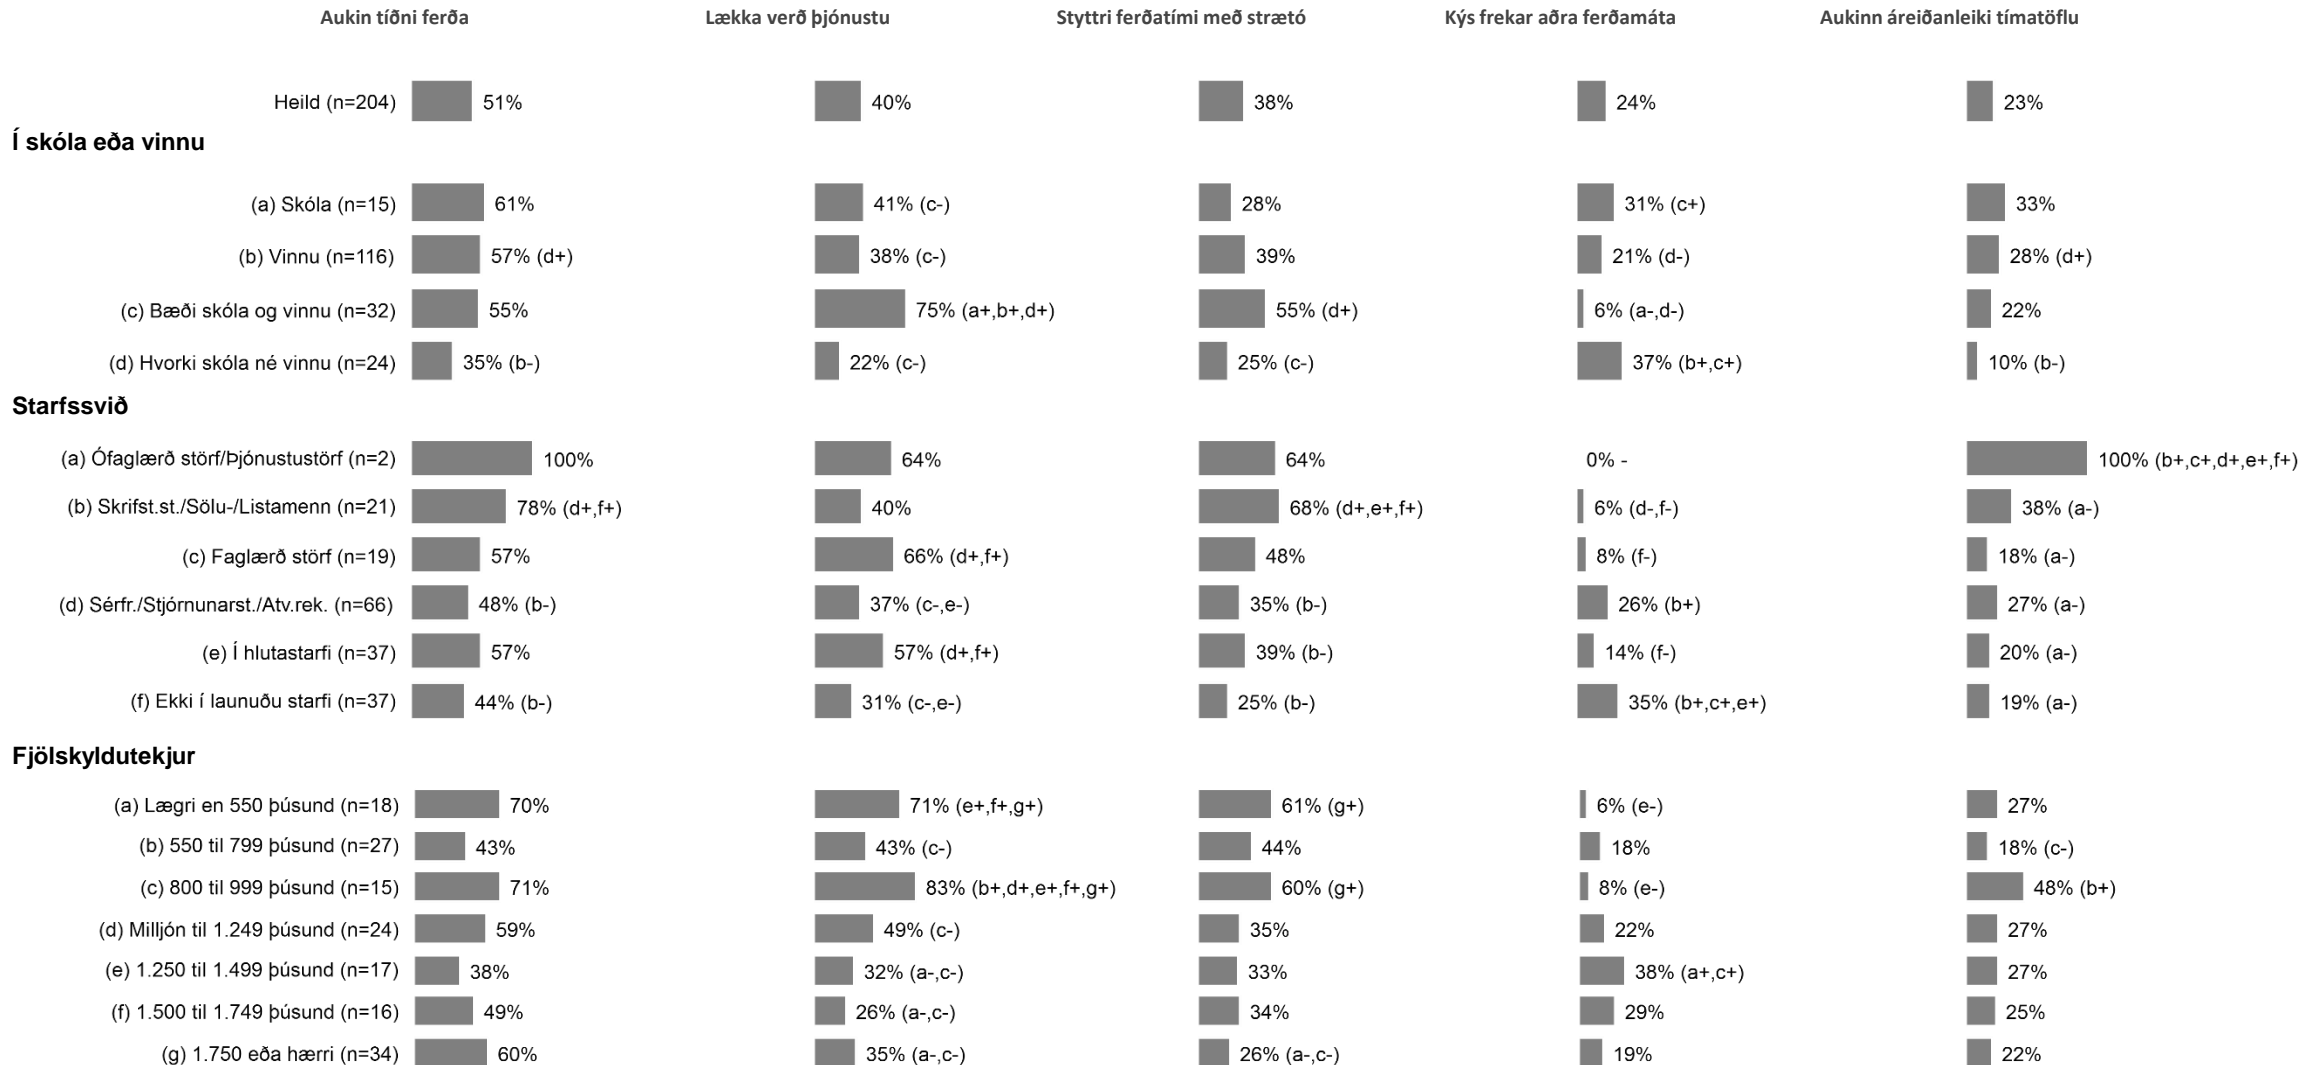 Aukin tíðni ferða Lækka verð þjónustu Styttri ferðatími með strætó Kýs frekar aðra ferðamáta Aukinn áreiðanleiki tímatöflu
Heild (n=204) 51% 40% 38% 24% 23%
Í skóla eða vinnu
(a) Skóla (n=15) 61% 41% (c-) 28% 31% (c+) 33%
(b) Vinnu (n=116) 57% (d+) 38% (c-) 39% 21% (d-) 28% (d+)
(c) Bæði skóla og vinnu (n=32) 55% 75% (a+,b+,d+) 55% (d+) 6% (a-,d-) 22%
(d) Hvorki skóla né vinnu (n=24) 35% (b-) 22% (c-) 25% (c-) 37% (b+,c+) 10% (b-)
Starfssvið
(a) Ófaglærð störf/Þjónustustörf (n=2) 100% 64% 64% 0% - 100% (b+,c+,d+,e+,f+)
(b) Skrifst.st./Sölu-/Listamenn (n=21) 78% (d+,f+) 40% 68% (d+,e+,f+) 6% (d-,f-) 38% (a-)
(c) Faglærð störf (n=19) 57% 66% (d+,f+) 48% 8% (f-) 18% (a-)
(d) Sérfr./Stjórnunarst./Atv.rek. (n=66) 48% (b-) 37% (c-,e-) 35% (b-) 26% (b+) 27% (a-)
(e) Í hlutastarfi (n=37) 57% 57% (d+,f+) 39% (b-) 14% (f-) 20% (a-)
(f) Ekki í launuðu starfi (n=37) 44% (b-) 31% (c-,e-) 25% (b-) 35% (b+,c+,e+) 19% (a-)
Fjölskyldutekjur
(a) Lægri en 550 þúsund (n=18) 70% 71% (e+,f+,g+) 61% (g+) 6% (e-) 27%
(b) 550 til 799 þúsund (n=27) 43% 43% (c-) 44% 18% 18% (c-)
(c) 800 til 999 þúsund (n=15) 71% 83% (b+,d+,e+,f+,g+) 60% (g+) 8% (e-) 48% (b+)
(d) Milljón til 1.249 þúsund (n=24) 59% 49% (c-) 35% 22% 27%
(e) 1.250 til 1.499 þúsund (n=17) 38% 32% (a-,c-) 33% 38% (a+,c+) 27%
(f) 1.500 til 1.749 þúsund (n=16) 49% 26% (a-,c-) 34% 29% 25%
(g) 1.750 eða hærri (n=34) 60% 35% (a-,c-) 26% (a-,c-) 19% 22%